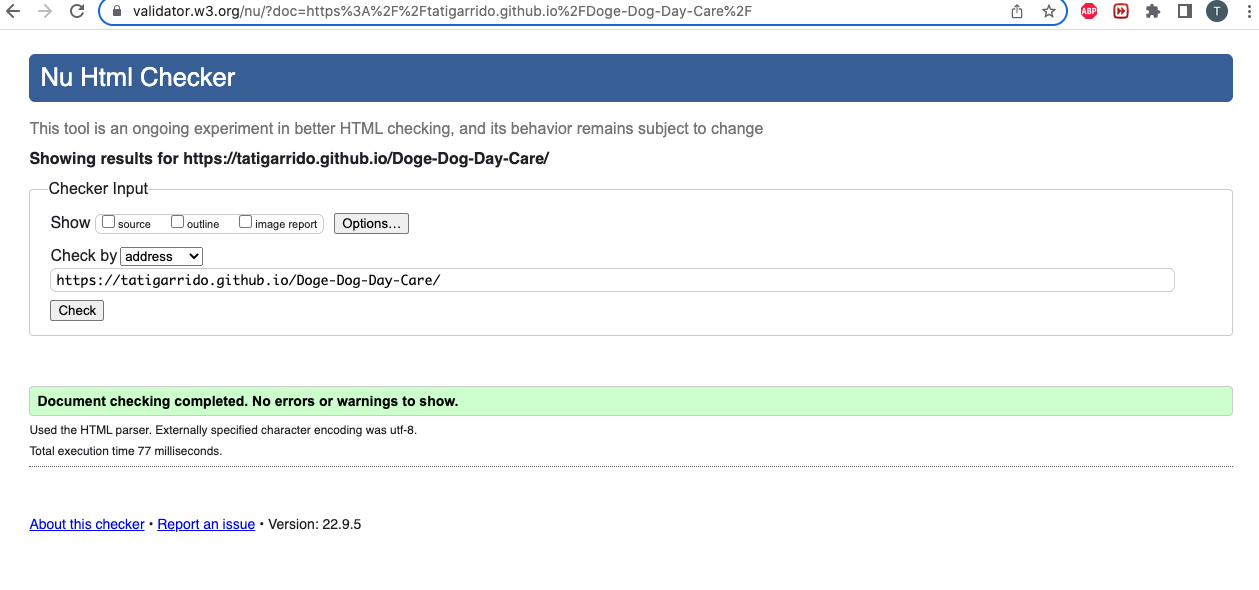 validator.w3.org/nu/?doc=https%3A%2F%2Ftatigarrido.github.io%2FDoge-Dog-Day-Care%2F
ABP
T
Nu Html Checker
This tool is an ongoing experiment in better HTML checking, and its behavior remains subject to change
Showing results for https://tatigarrido.github.io/Doge-Dog-Day-Care/
Checker Input
Show source outline image report Options...
Check by address
https://tatigarrido.github.io/Doge-Dog-Day-Care/
Check
Document checking completed. No errors or warnings to show.
Used the HTML parser. Externally specified character encoding was utf-8.
Total execution time 77 milliseconds.
About this checker • Report an issue • Version: 22.9.5